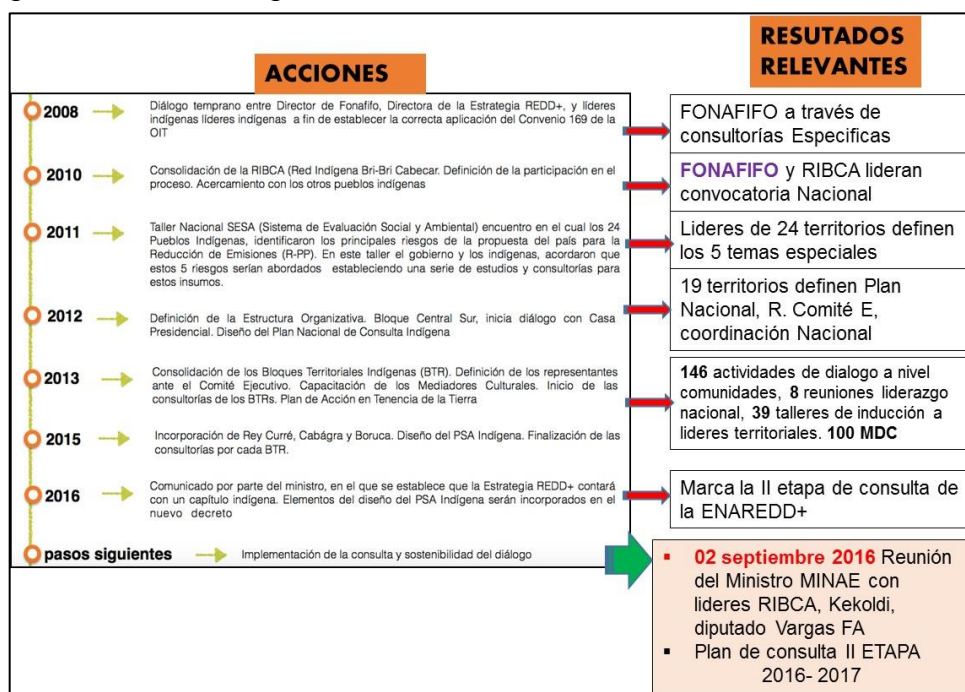 ACCIONES
RESUTADOS
RELEVANTES
2008
Diálogo temprano entre Director de Fonafifo, Directora de la Estrategia REDD+, y líderes
indígenas líderes indígenas a fin de establecer la correcta aplicación del Convenio 169 de la
OIT
FONAFIFO a través de
consultorías Especificas
2010
Consolidación de la RIBCA (Red Indígena Bri-Bri Cabecar. Definición de la participación en el
proceso. Acercamiento con los otros pueblos indígenas
FONAFIFO y RIBCA lideran
convocatoria Nacional
2011
Taller Nacional SESA (Sistema de Evaluación Social y Ambiental) encuentro en el cual los 24
Pueblos Indígenas, identificaron los principales riesgos de la propuesta del país para la
Reducción de Emisiones (R-PP). En este taller el gobierno y los indígenas, acordaron que
estos 5 riesgos serían abordados estableciendo una serie de estudios y consultorías para
estos insumos.
Lideres de 24 territorios definen
los 5 temas especiales
2012
Definición de la Estructura Organizativa. Bloque Central Sur, inicia diálogo con Casa
Presidencial. Diseño del Plan Nacional de Consulta Indígena
19 territorios definen Plan
Nacional, R. Comité E,
coordinación Nacional
2013
Consolidación de los Bloques Territoriales Indígenas (BTR). Definición de los representantes
ante el Comité Ejecutivo. Capacitación de los Mediadores Culturales. Inicio de las
consultorías de los BTRs. Plan de Acción en Tenencia de la Tierra
146 actividades de dialogo a nivel
comunidades, 8 reuniones liderazgo
nacional, 39 talleres de inducción a
lideres territoriales. 100 MDC
2015
Incorporación de Rey Curré, Cabágra y Boruca. Diseño del PSA Indígena. Finalización de las
consultorías por cada BTR.
2016
Comunicado por parte del ministro, en el que se establece que la Estrategia REDD+ contará
con un capítulo indígena. Elementos del diseño del PSA Indígena serán incorporados en el
nuevo decreto
Marca la II etapa de consulta de
la ENAREDD+
pasos siguientes
Implementación de la consulta y sostenibilidad del diálogo
▪ 02 septiembre 2016 Reunión
del Ministro MINAE con
lideres RIBCA, Kekoldi,
diputado Vargas FA
▪ Plan de consulta II ETAPA
2016- 2017